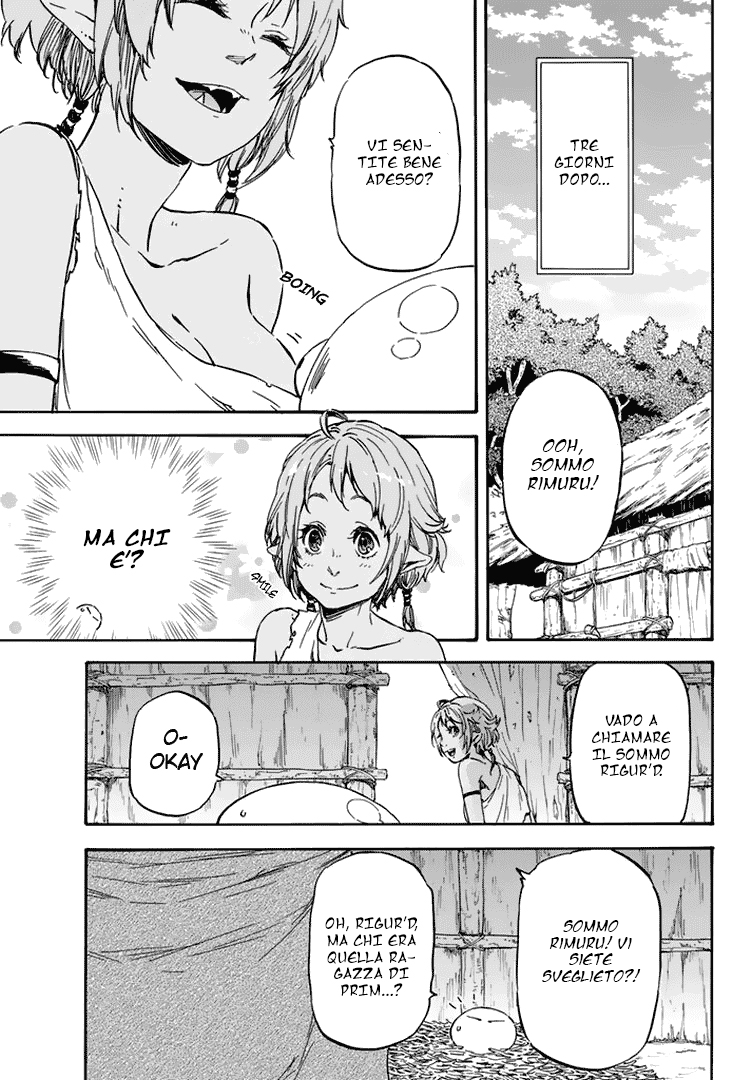 TRE
GIORNI
DOPO...
OOH,
SOMMO
RIMURU!
VI SEN-
TITE BENE
ADESSO?
BOING
SMILE
MA CHI
E'?
VADO A
CHIAMARE
IL SOMMO
RIGUR'D.
O-
OKAY
SOMMO
RIMURU! VI
SIETE
SVEGLIETO?!
OH, RIGUR'D,
MA CHI ERA
QUELLA RA-
GAZZA DI
PRIM...?